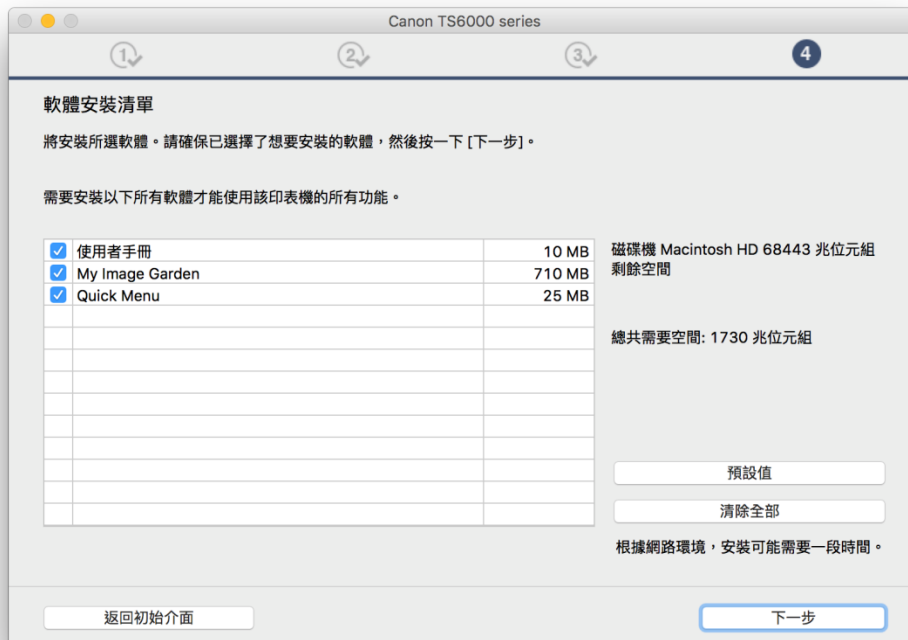 Canon TS6000 series
1
2
3
4
軟體安裝清單
將安裝所選軟體。請確保已選擇了想要安裝的軟體，然後按一下 [下一步]。
需要安裝以下所有軟體才能使用該印表機的所有功能。
使用者手冊 10 MB
My Image Garden 710 MB
Quick Menu 25 MB
磁碟機 Macintosh HD 68443 兆位元組
剩餘空間
總共需要空間: 1730 兆位元組
預設值
清除全部
根據網路環境，安裝可能需要一段時間。
返回初始介面
下一步